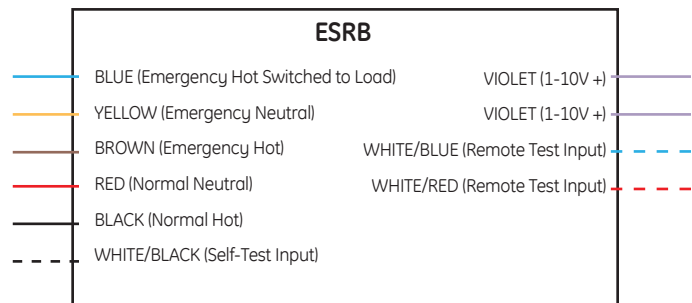 ESRB
BLUE (Emergency Hot Switched to Load)
YELLOW (Emergency Neutral)
BROWN (Emergency Hot)
RED (Normal Neutral)
BLACK (Normal Hot)
WHITE/BLACK (Self-Test Input)
VIOLET (1-10V +)
VIOLET (1-10V +)
WHITE/BLUE (Remote Test Input)
WHITE/RED (Remote Test Input)